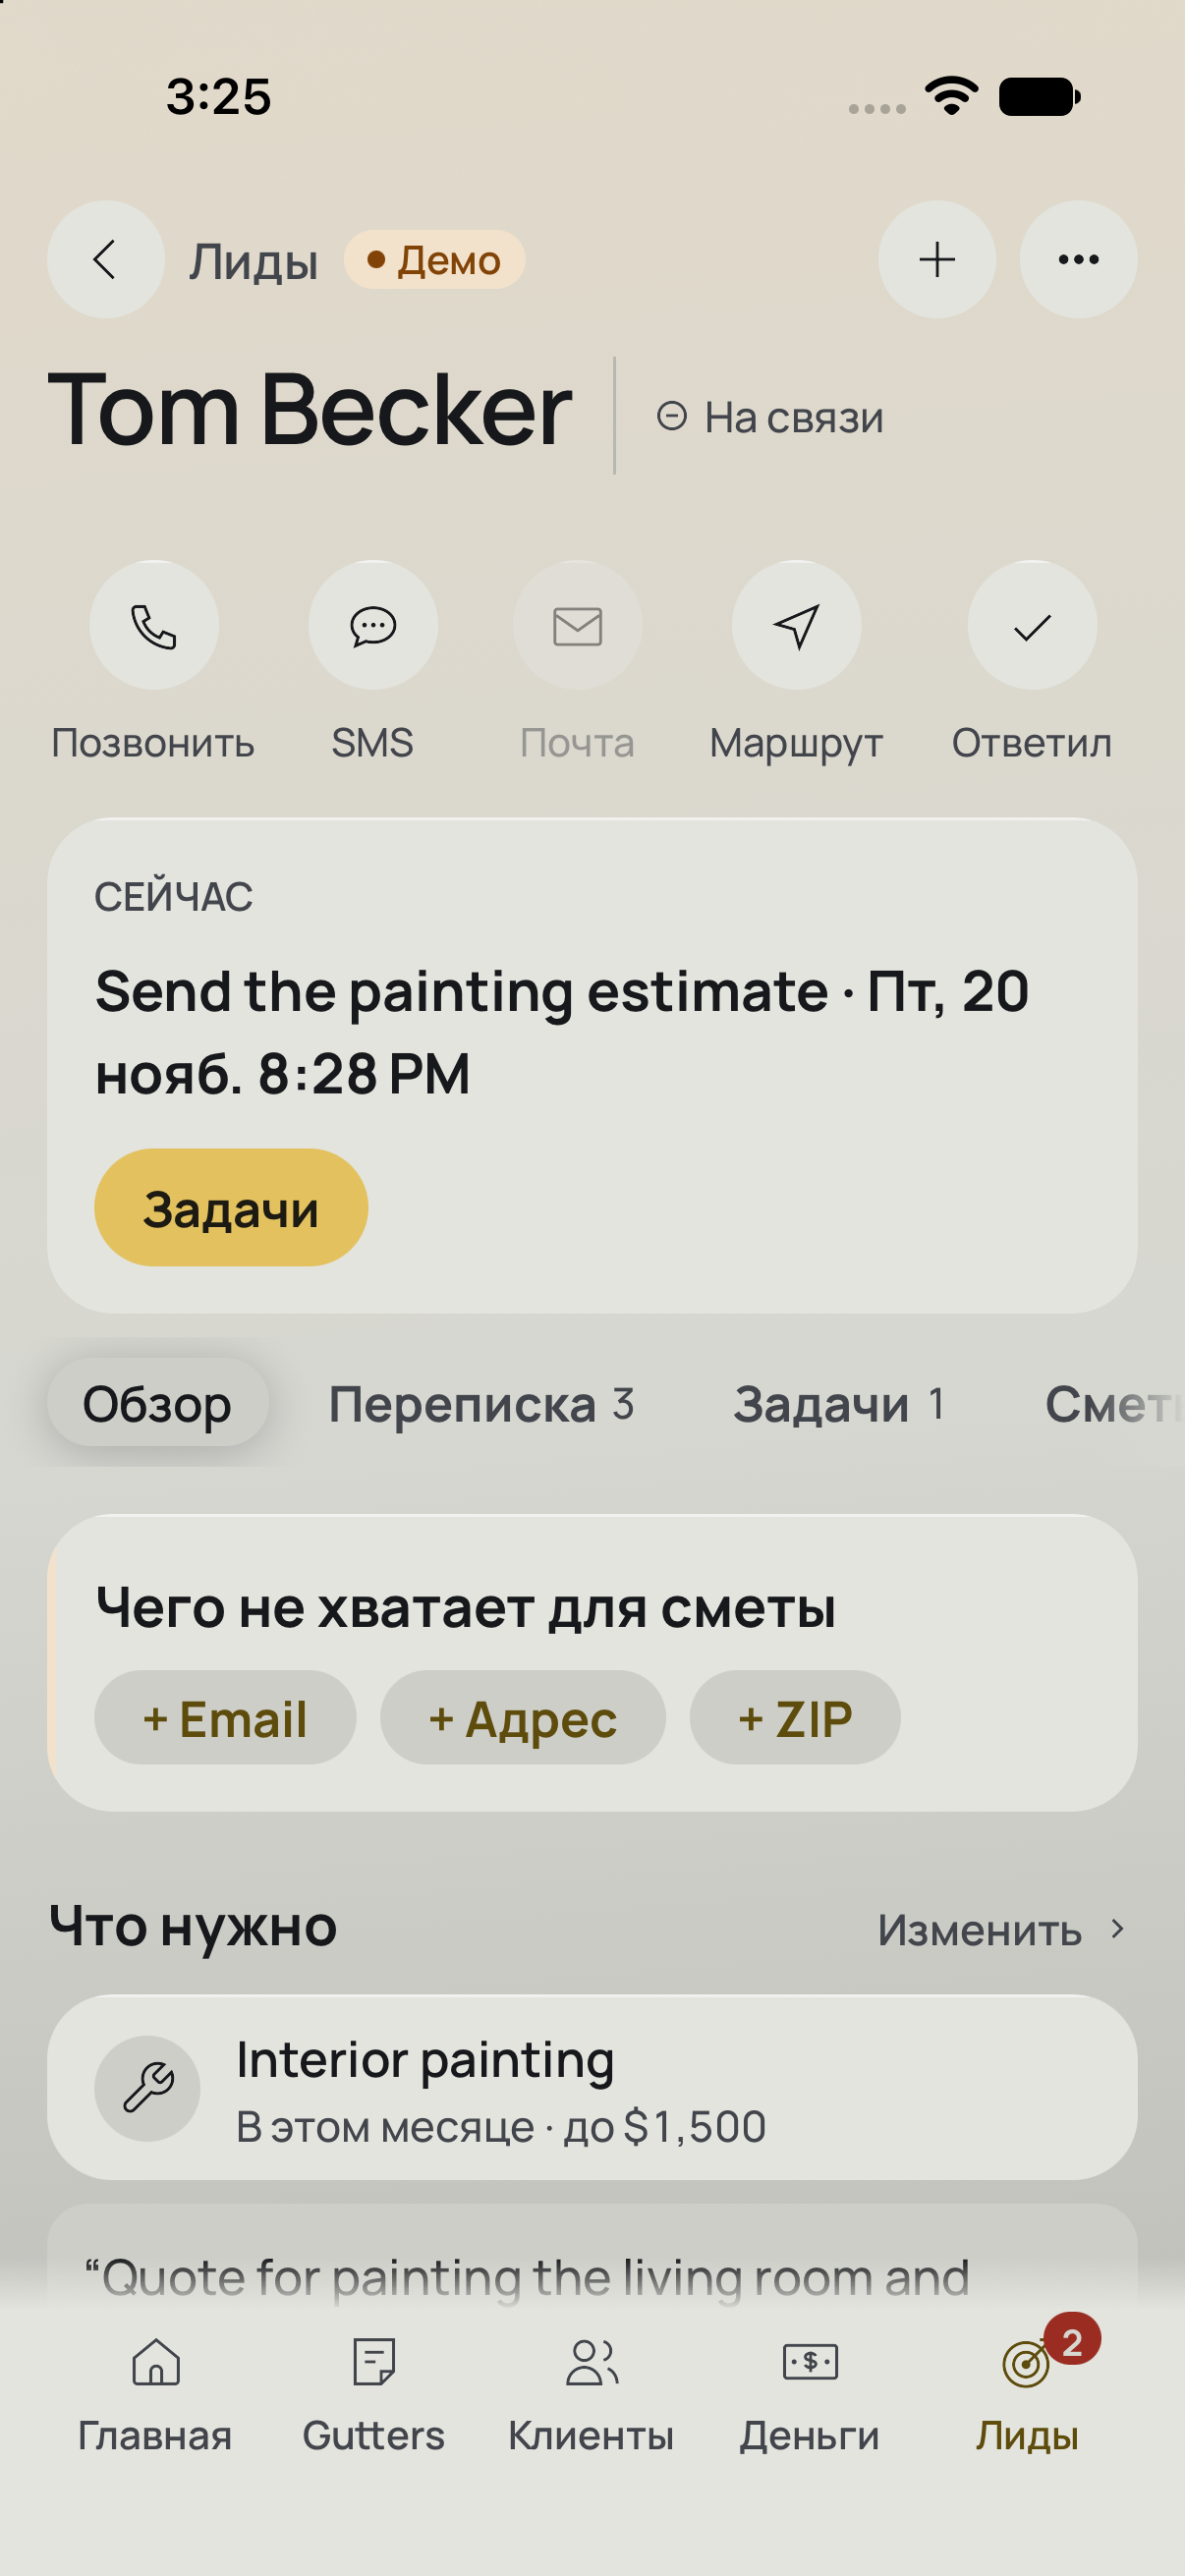 3:25
Лиды
Демо
Tom Becker
На связи
Позвонить
SMS
Почта
Маршрут
Ответил
СЕЙЧАС
Send the painting estimate · Пт, 20
нояб. 8:28 PM
Задачи
Обзор
Переписка 3
Задачи 1
Сметы
Чего не хватает для сметы
+ Email
+ Адрес
+ ZIP
Что нужно
Изменить
Interior painting
В этом месяце · до $1,500
“Quote for painting the living room and
2
Главная
Gutters
Клиенты
Деньги
Лиды